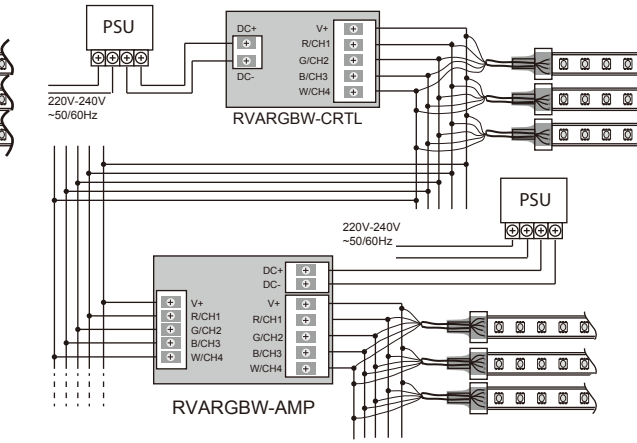 PSU
220V-240V
~50/60Hz
DC+
DC-
V+
R/CH1
G/CH2
B/CH3
W/CH4
RVARGBW-CRTL
PSU
220V-240V
~50/60Hz
DC+
DC-
V+
R/CH1
G/CH2
B/CH3
W/CH4
V+
R/CH1
G/CH2
B/CH3
W/CH4
RVARGBW-AMP